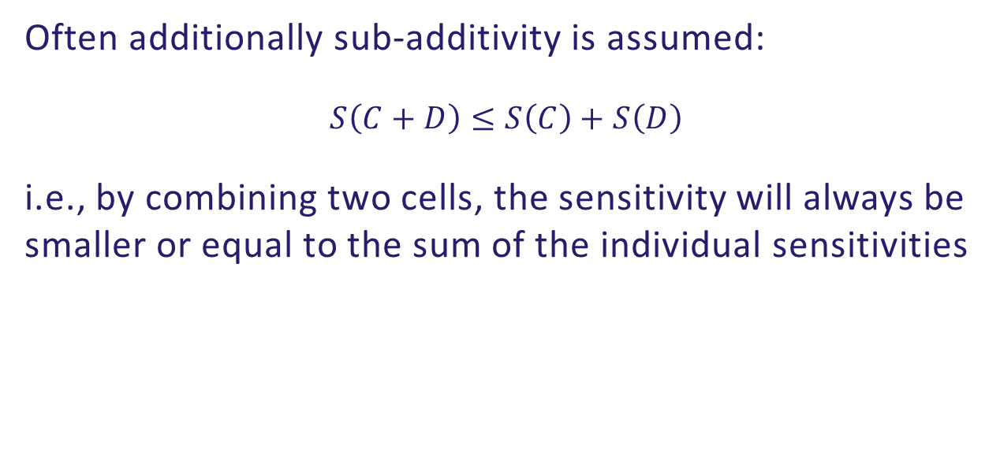 Often additionally sub-additivity is assumed:
S(C + D) ≤ S(C) + S(D)
i.e., by combining two cells, the sensitivity will always be
smaller or equal to the sum of the individual sensitivities